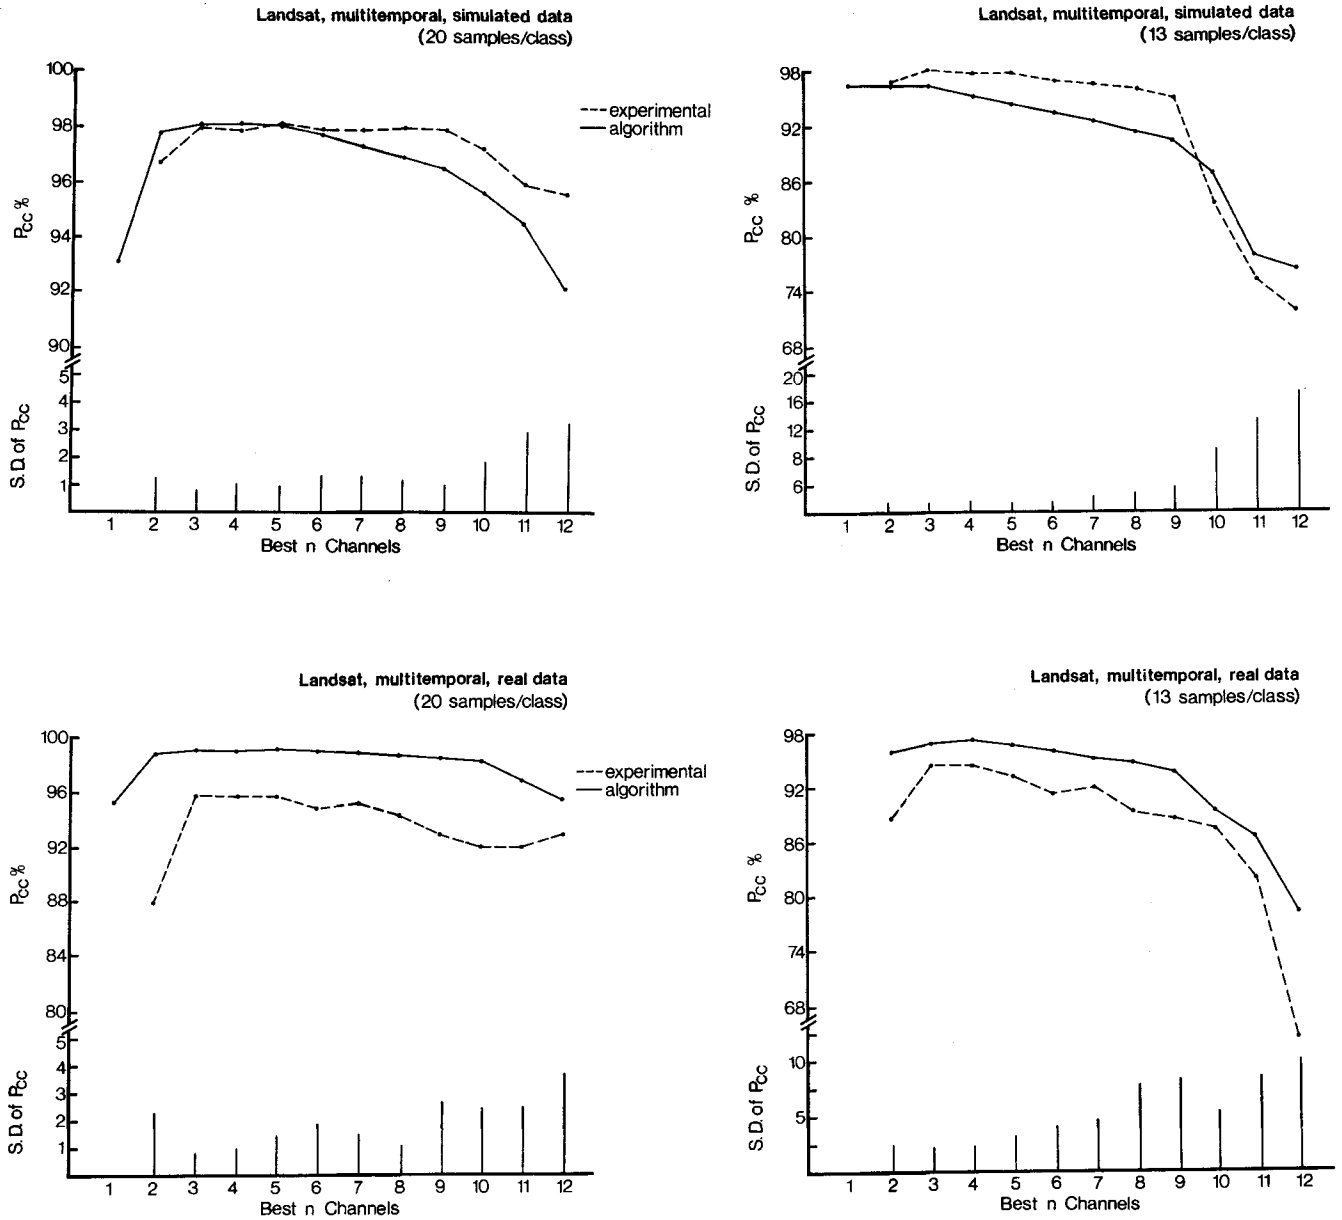 Landsat, multitemporal, simulated data
(20 samples/class)
100
98
96
94
92
90
Pcc %
5
4
3
2
1
S.D. of Pcc
1 2 3 4 5 6 7 8 9 10 11 12
Best n Channels
experimental
algorithm
Landsat, multitemporal, simulated data
(13 samples/class)
98
92
86
80
74
68
Pcc %
20
16
12
8
6
S.D. of Pcc
1 2 3 4 5 6 7 8 9 10 11 12
Best n Channels
Landsat, multitemporal, real data
(20 samples/class)
100
96
92
88
84
80
Pcc %
5
4
3
2
1
S.D. of Pcc
1 2 3 4 5 6 7 8 9 10 11 12
Best n Channels
experimental
algorithm
Landsat, multitemporal, real data
(13 samples/class)
98
92
86
80
74
68
Pcc %
10
5
S.D. of Pcc
1 2 3 4 5 6 7 8 9 10 11 12
Best n Channels